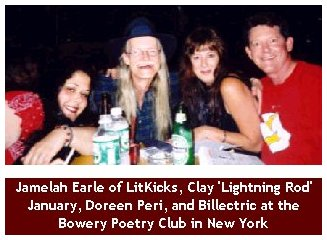 Jamelah Earle of LitKicks, Clay 'Lightning Rod'
January, Doreen Peri, and Billectric at the
Bowery Poetry Club in New York